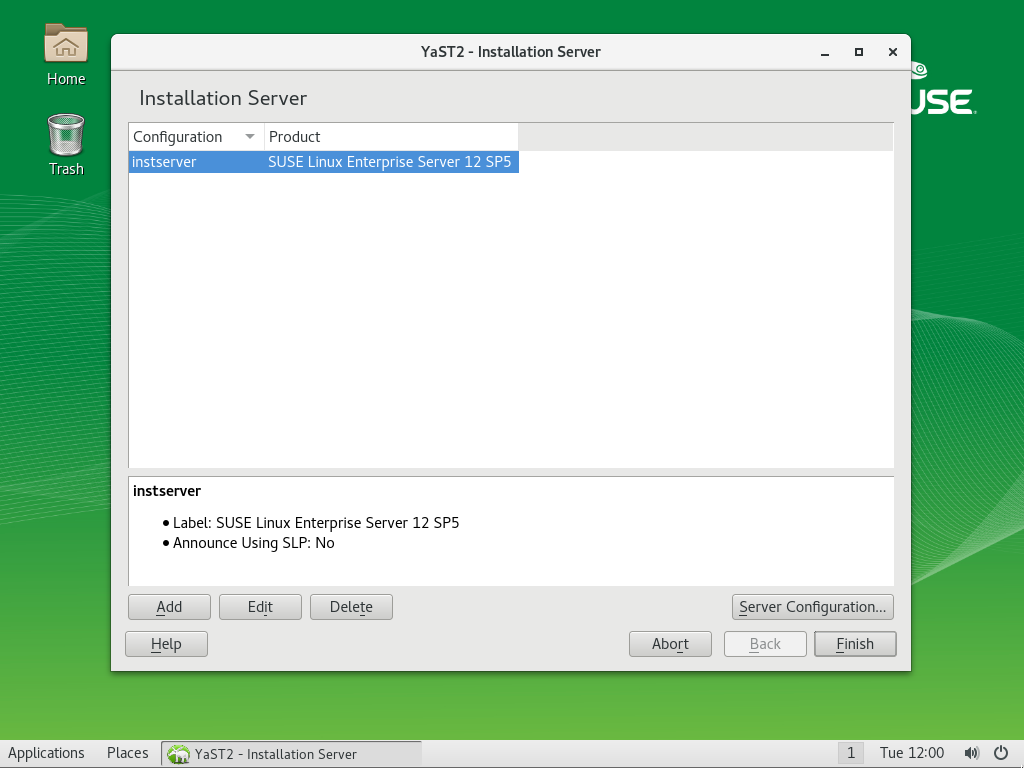 YaST2 - Installation Server
Home
Installation Server
USE
Configuration Product
Trash
instserver SUSE Linux Enterprise Server 12 SP5
instserver
• Label: SUSE Linux Enterprise Server 12 SP5
• Announce Using SLP: No
Add Edit Delete Server Configuration...
Help Abort Back Finish
Applications Places YaST2 - Installation Server 1 Tue 12:00